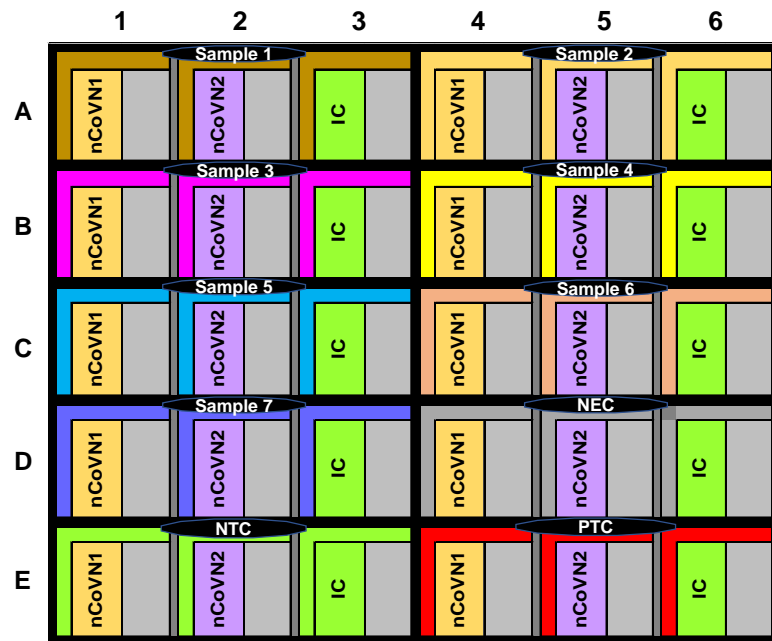 1 2 3 4 5 6
Sample 1 Sample 2
A nCoVN1 nCoVN2 IC nCoVN1 nCoVN2 IC
Sample 3 Sample 4
B nCoVN1 nCoVN2 IC nCoVN1 nCoVN2 IC
Sample 5 Sample 6
C nCoVN1 nCoVN2 IC nCoVN1 nCoVN2 IC
Sample 7 NEC
D nCoVN1 nCoVN2 IC nCoVN1 nCoVN2 IC
NTC PTC
E nCoVN1 nCoVN2 IC nCoVN1 nCoVN2 IC